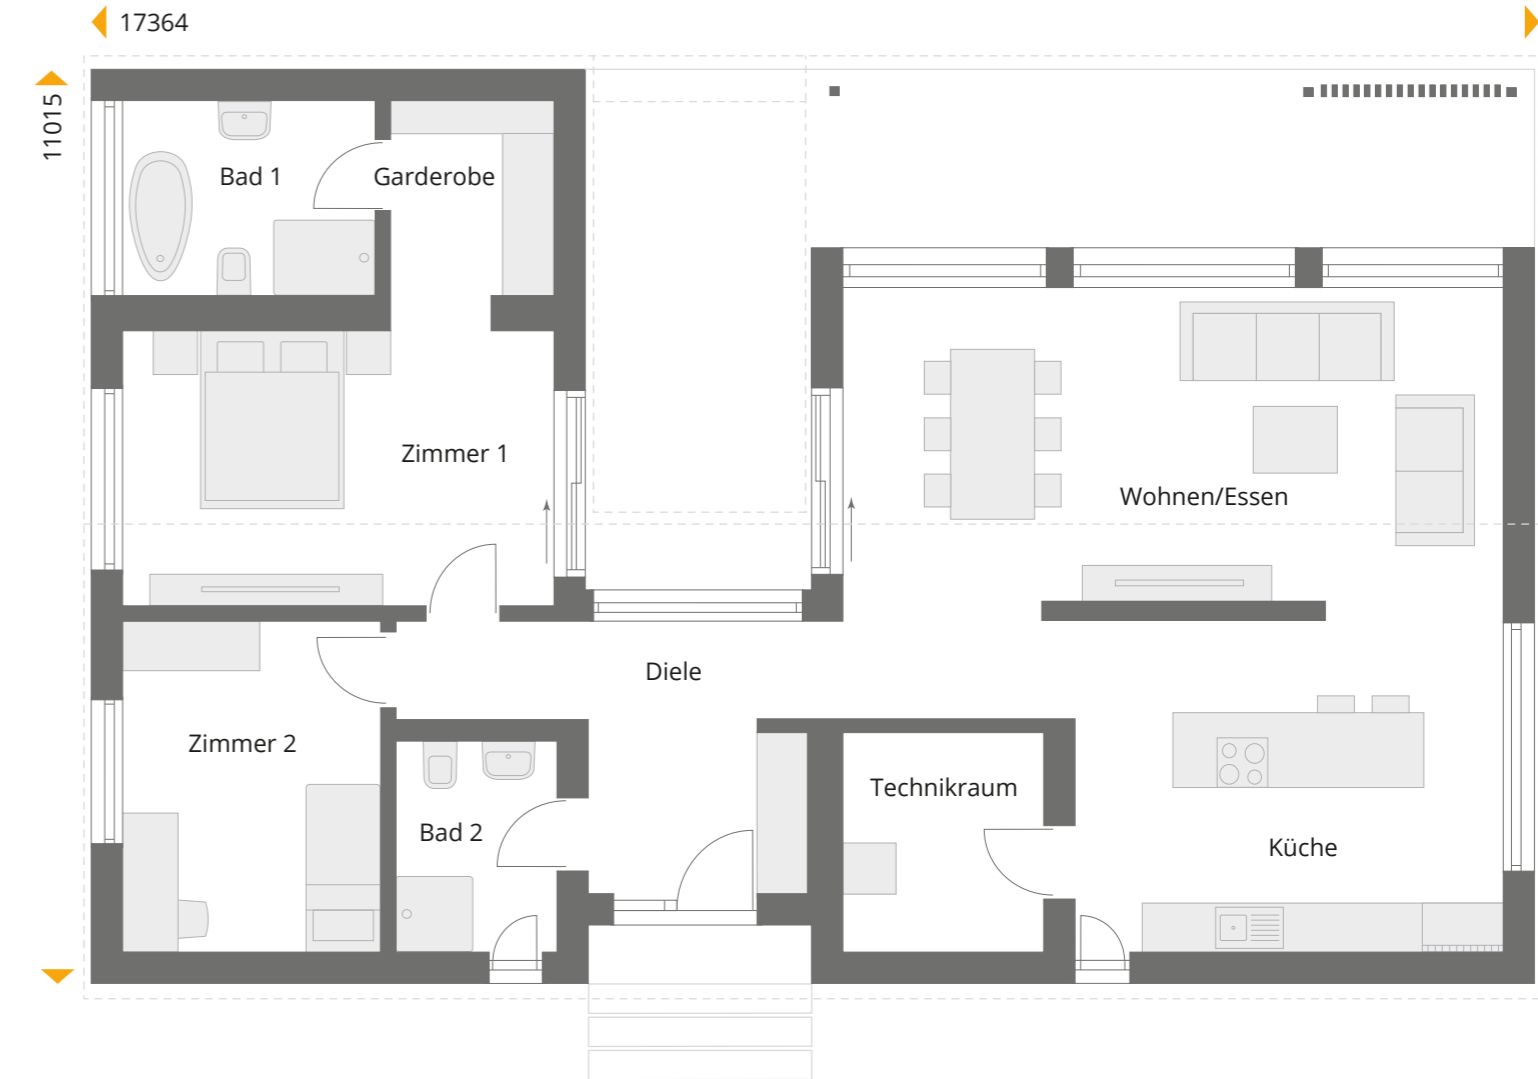 17364
11015
Bad 1
Garderobe
Zimmer 1
Wohnen/Essen
Diele
Zimmer 2
Technikraum
Bad 2
Küche